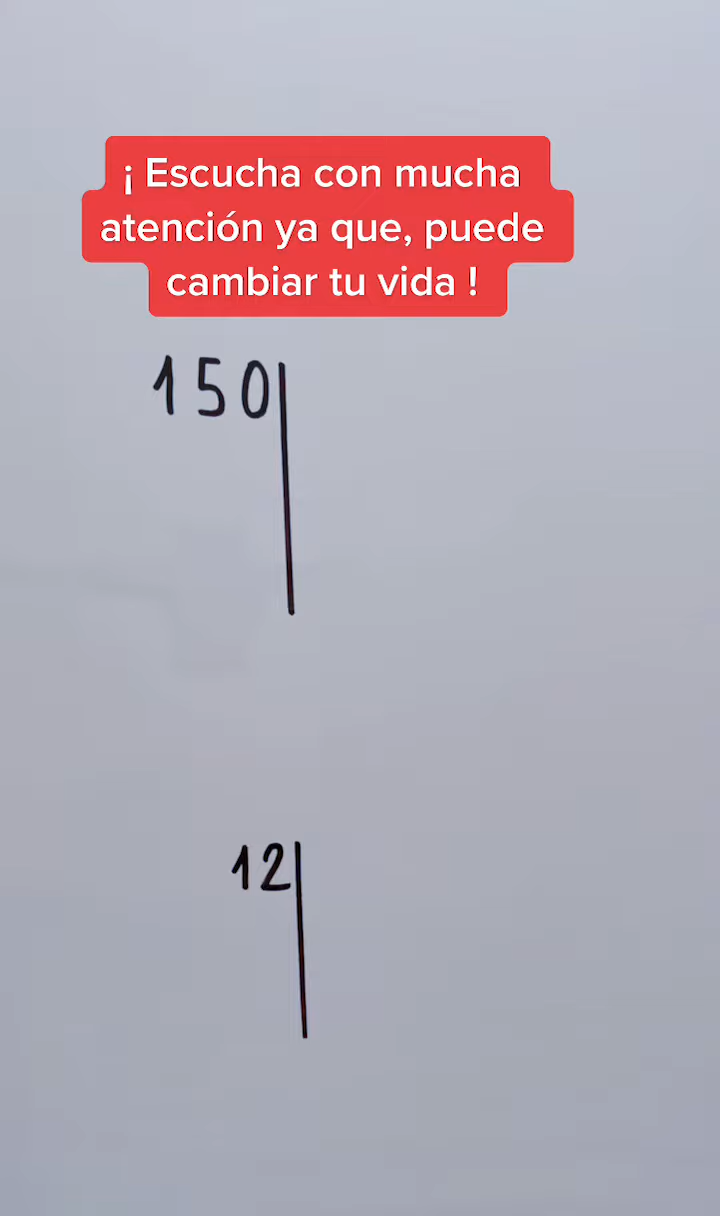 ¡ Escucha con mucha
atención ya que, puede
cambiar tu vida !
150
12